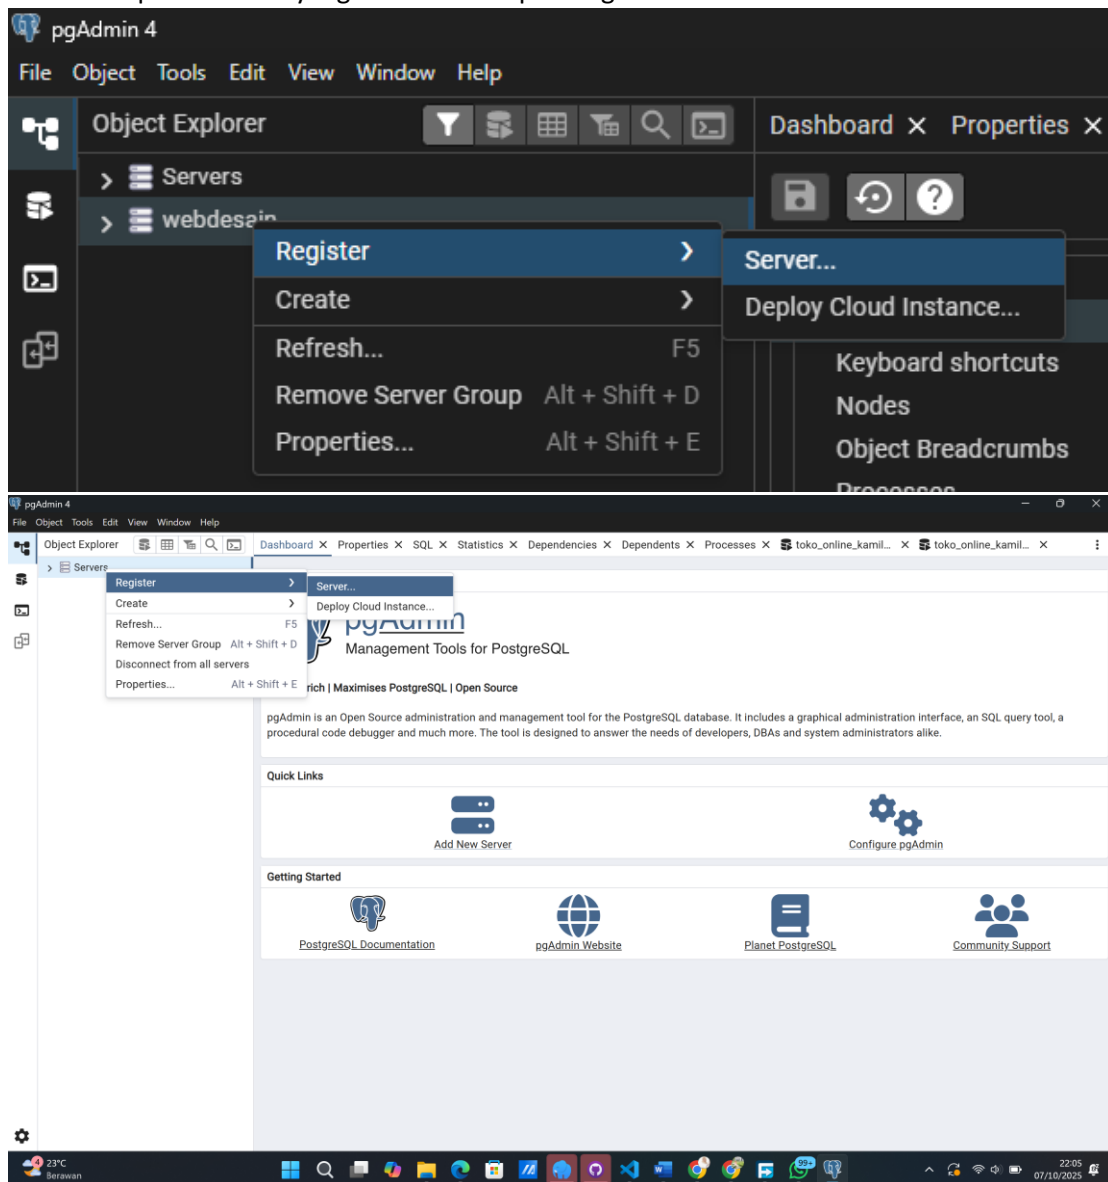 pgAdmin 4
File Object Tools Edit View Window Help
Object Explorer
Dashboard Properties
Servers
webdesain
Register
Server...
Create
Deploy Cloud Instance...
Refresh... F5
Keyboard shortcuts
Remove Server Group Alt + Shift + D
Nodes
Properties... Alt + Shift + E
Object Breadcrumbs
Processes
pgAdmin 4
File Object Tools Edit View Window Help
Object Explorer
Dashboard Properties SQL Statistics Dependencies Dependents Processes toko_online_kamil... toko_online_kamil...
Servers
Register
Server...
Create
Deploy Cloud Instance...
Refresh... F5
Remove Server Group Alt + Shift + D
Disconnect from all servers
Properties... Alt + Shift + E
pgAdmin
Management Tools for PostgreSQL
rich | Maximises PostgreSQL | Open Source
pgAdmin is an Open Source administration and management tool for the PostgreSQL database. It includes a graphical administration interface, an SQL query tool, a
procedural code debugger and much more. The tool is designed to answer the needs of developers, DBAs and system administrators alike.
Quick Links
Add New Server
Configure pgAdmin
Getting Started
PostgreSQL Documentation
pgAdmin Website
Planet PostgreSQL
Community Support
4
23°C
Berawan
99+
22:05
07/10/2025